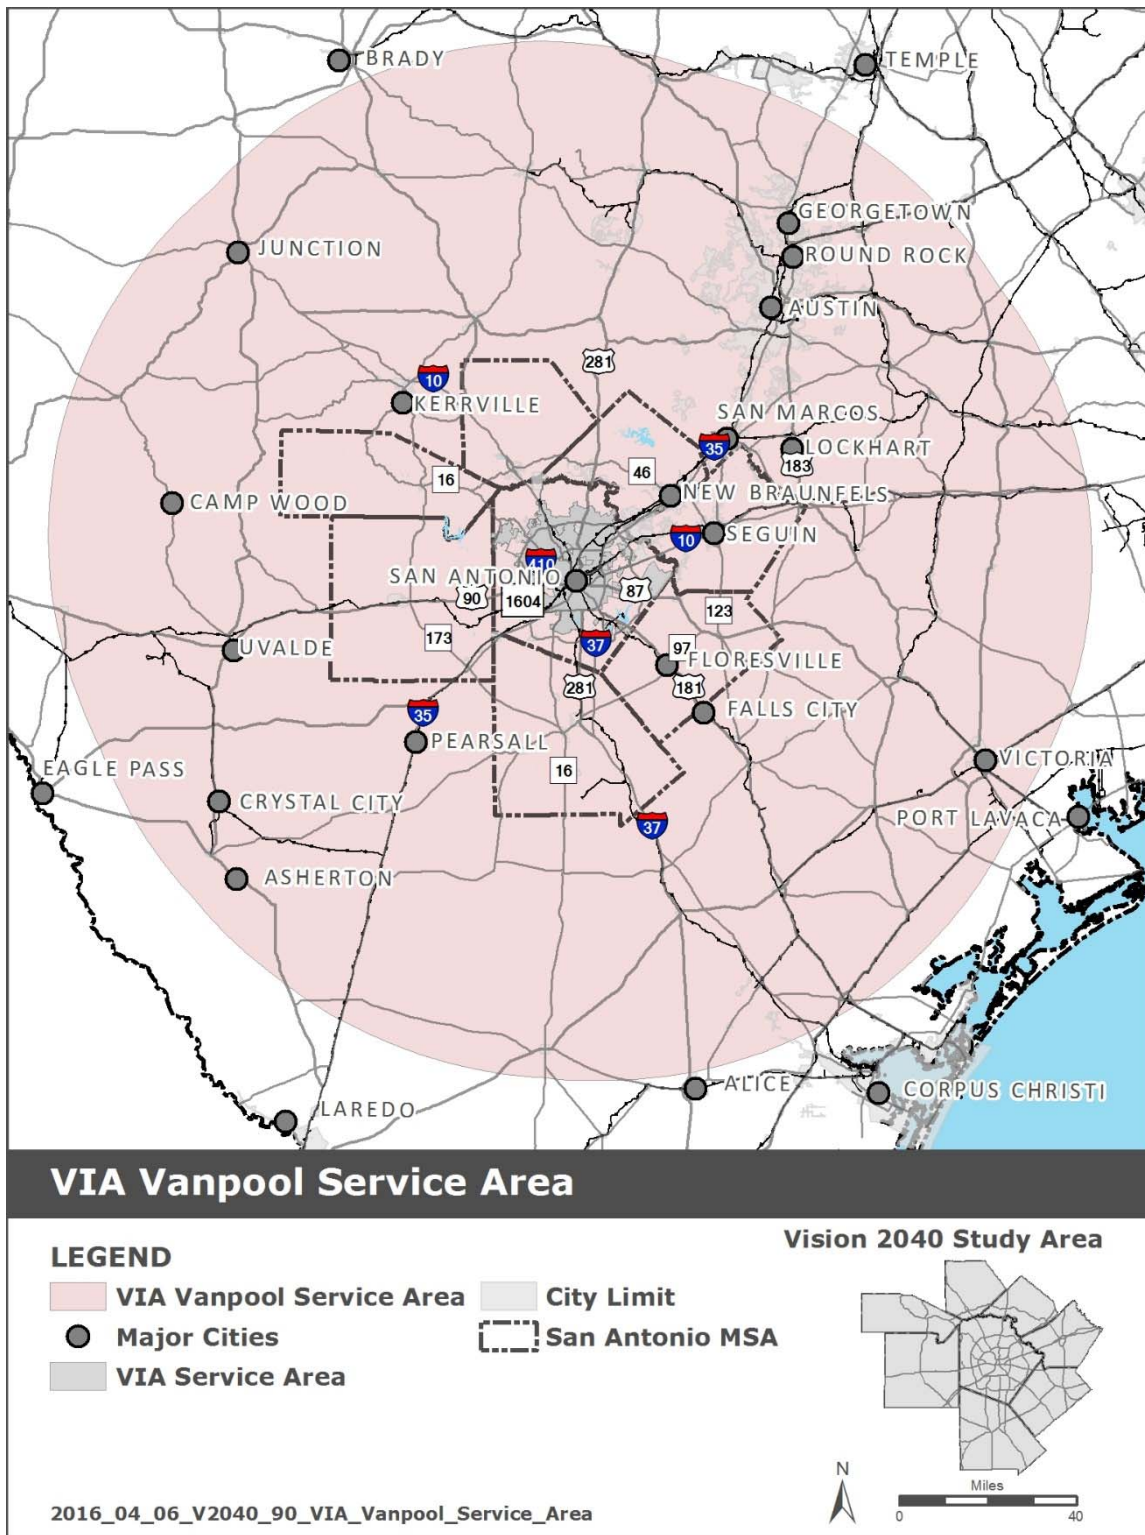 BRADY
TEMPLE
GEORGETOWN
JUNCTION
ROUND ROCK
AUSTIN
281
10
KERRVILLE
SAN MARCOS
35
LOCKHART
183
16
46
NEW BRAUNFELS
CAMP WOOD
10
SEGUIN
410
SAN ANTONIO
90
1604
87
123
173
37
97
UVALDE
FLORESVILLE
281
181
35
FALLS CITY
PEARSALL
16
VICTORIA
EAGLE PASS
CRYSTAL CITY
PORT LAVACA
37
ASHERTON
ALICE
CORPUS CHRISTI
LAREDO
VIA Vanpool Service Area
LEGEND
VIA Vanpool Service Area
Major Cities
VIA Service Area
City Limit
San Antonio MSA
Vision 2040 Study Area
N
Miles
0 40
2016_04_06_V2040_90_VIA_Vanpool_Service_Area